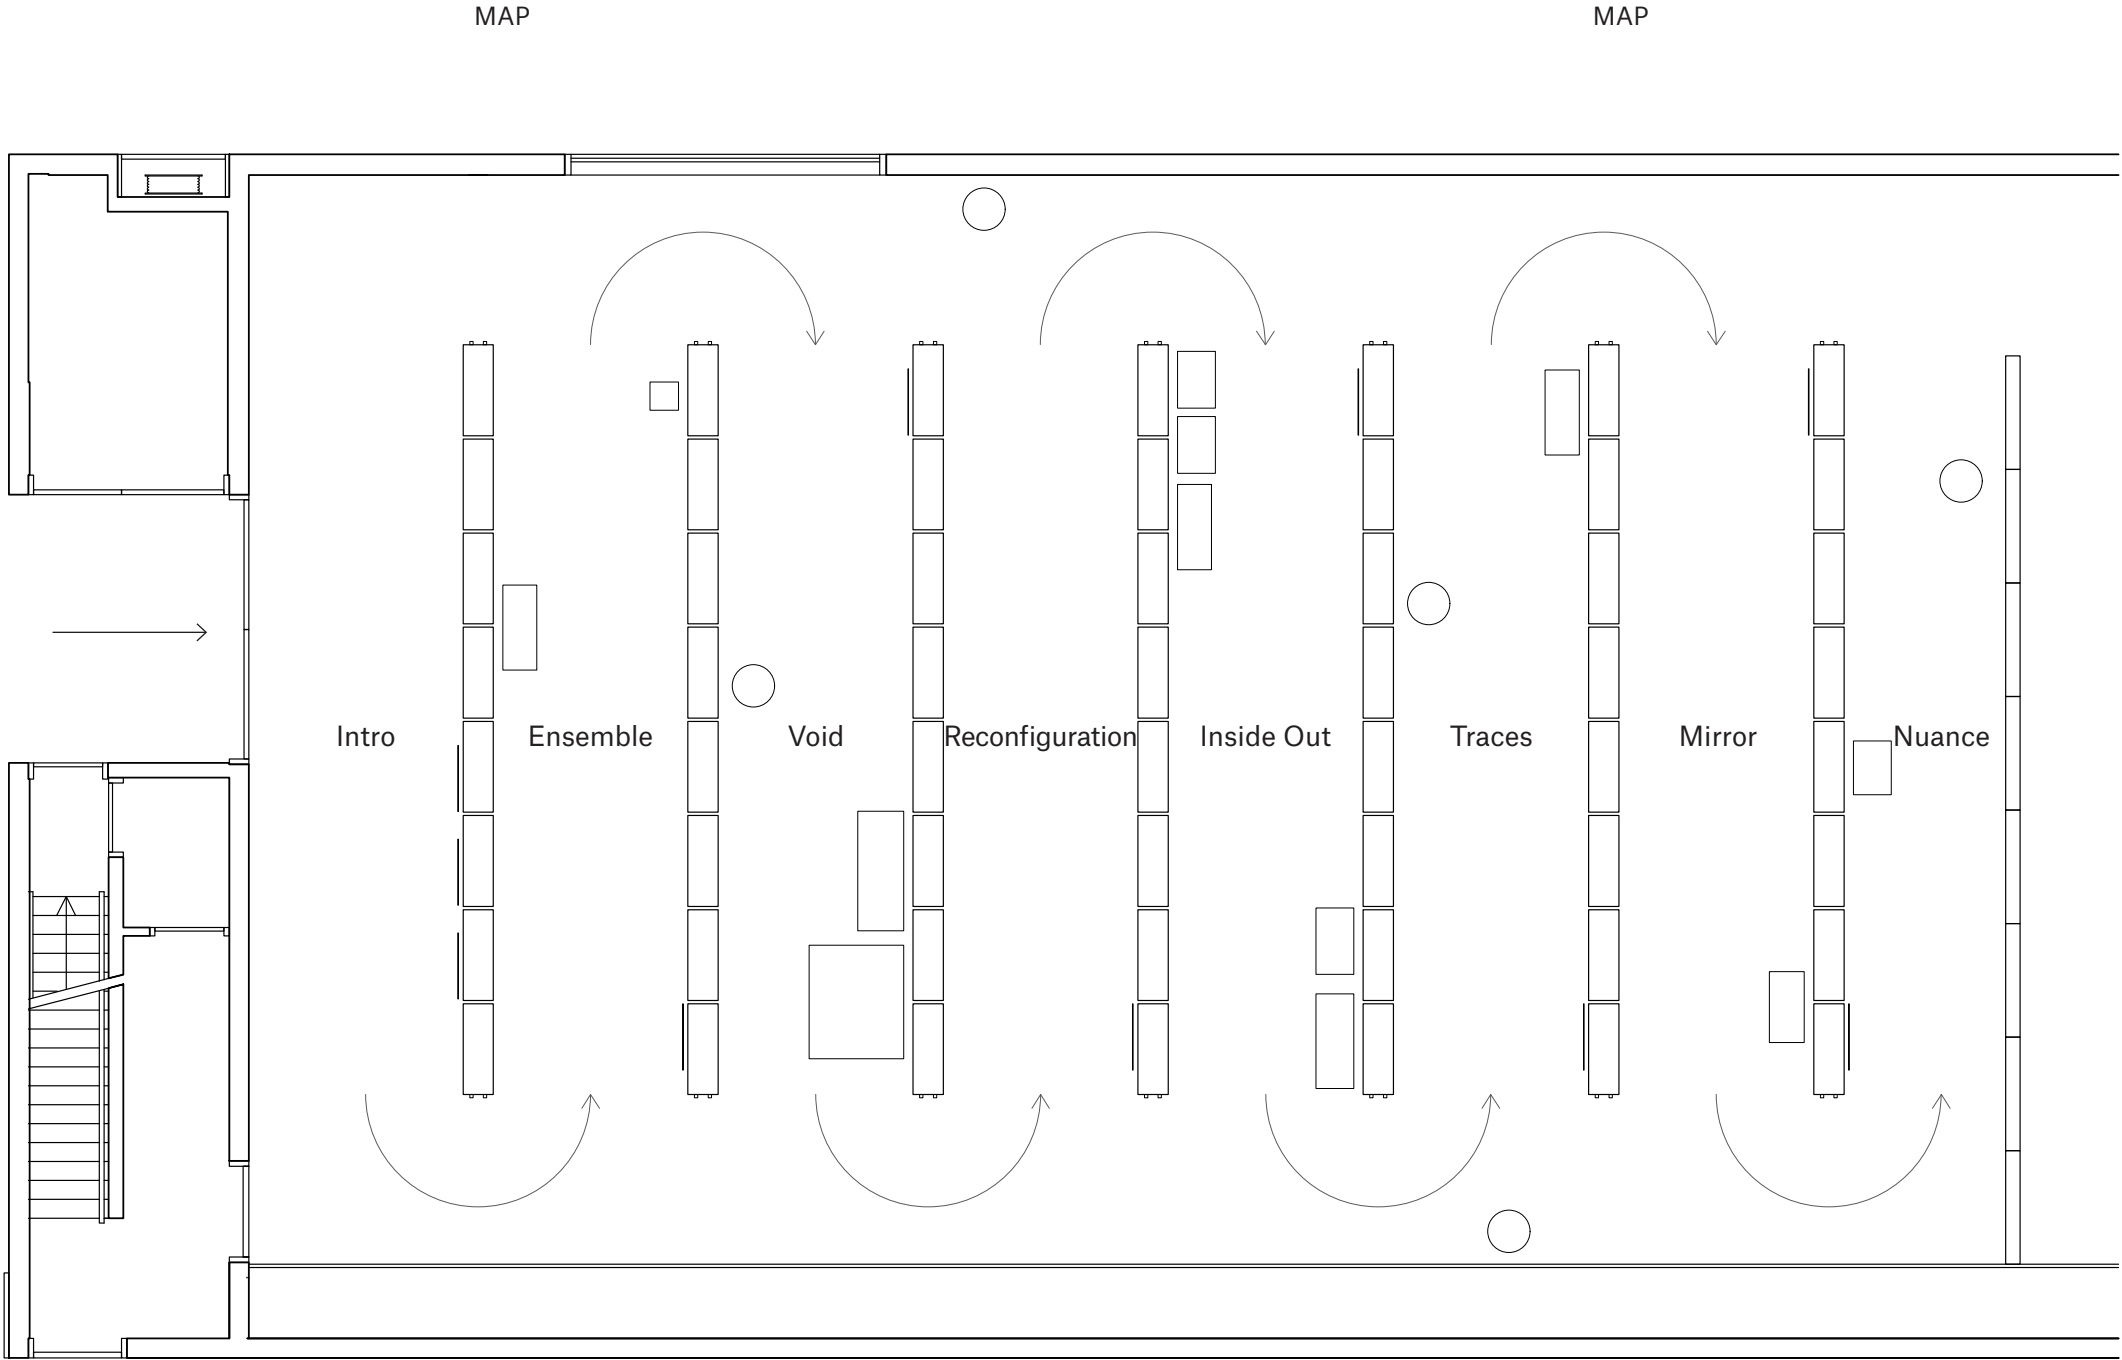 MAP
MAP
Intro
Ensemble
Void
Reconfiguration
Inside Out
Traces
Mirror
Nuance